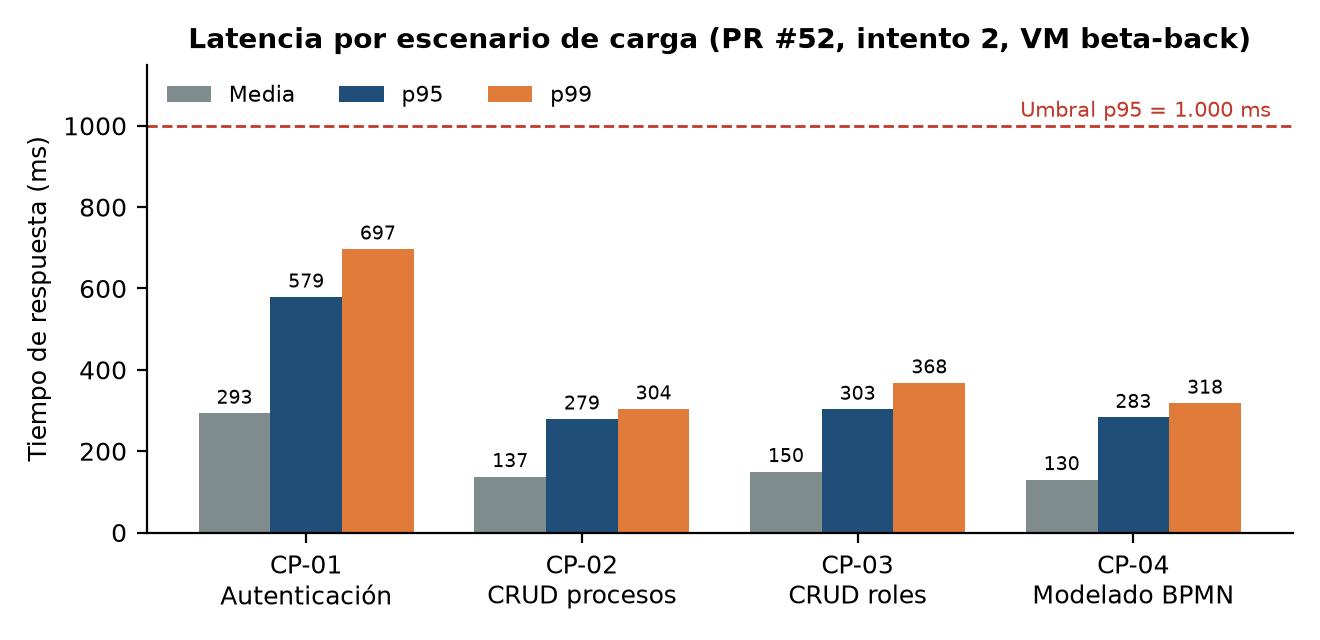 Latencia por escenario de carga (PR #52, intento 2, VM beta-back)
Media p95 p99
Umbral p95 = 1.000 ms
Tiempo de respuesta (ms)
1000
800
600
400
200
0
293 579 697
137 279 304
150 303 368
130 283 318
CP-01
Autenticación
CP-02
CRUD procesos
CP-03
CRUD roles
CP-04
Modelado BPMN